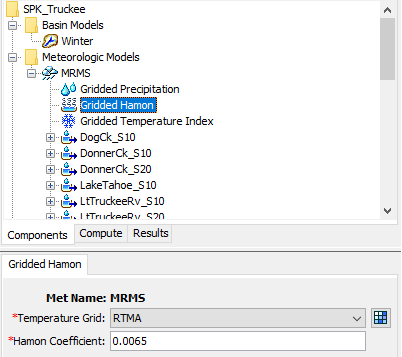 SPK_Truckee
Basin Models
Winter
Meteorologic Models
MRMS
Gridded Precipitation
Gridded Hamon
Gridded Temperature Index
DogCk_S10
DonnerCk_S10
DonnerCk_S20
LakeTahoe_S10
LtTruckeeRv_S10
LtTruckeeRv_S20
Components Compute Results
Gridded Hamon
Met Name: MRMS
*Temperature Grid: RTMA
*Hamon Coefficient: 0.0065